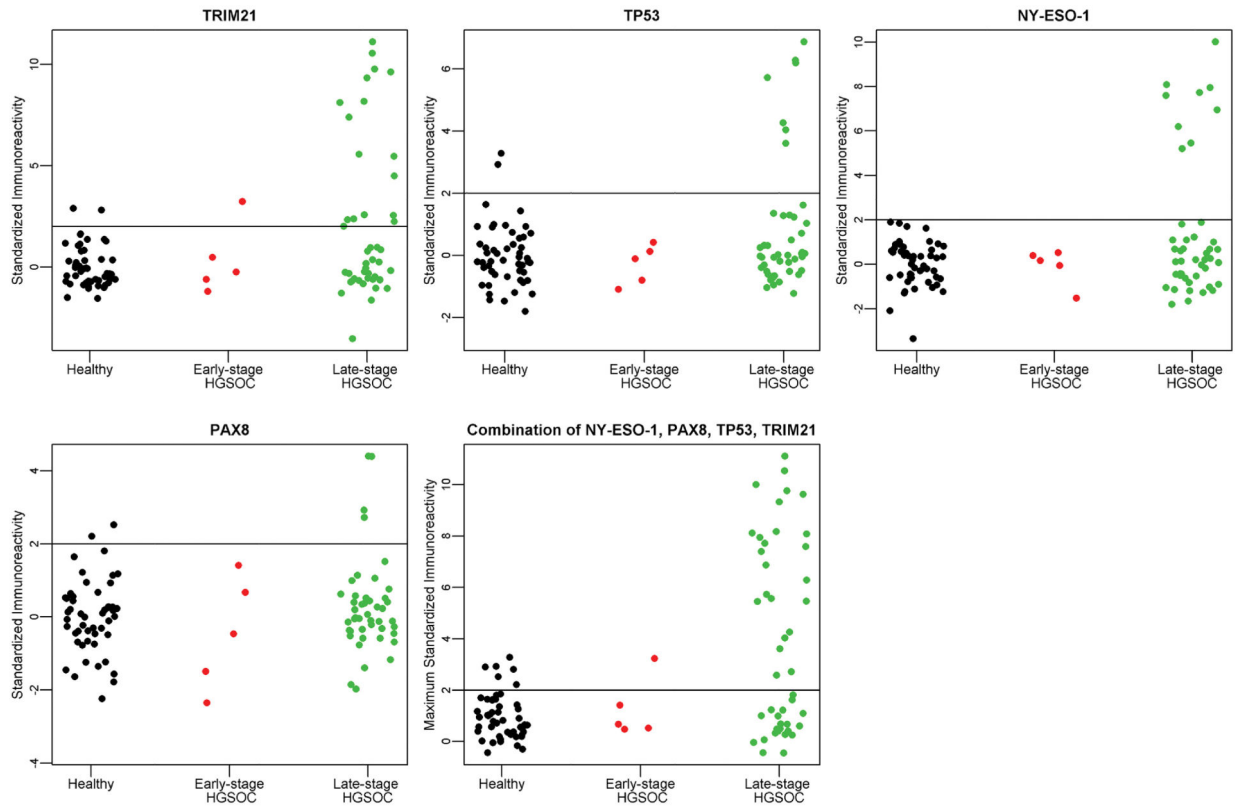 TRIM21
Standardized Immunoreactivity
10
5
0
Healthy
Early-stage
HGSOC
Late-stage
HGSOC
TP53
Standardized Immunoreactivity
6
4
2
0
-2
Healthy
Early-stage
HGSOC
Late-stage
HGSOC
NY-ESO-1
Standardized Immunoreactivity
10
8
6
4
2
0
-2
Healthy
Early-stage
HGSOC
Late-stage
HGSOC
PAX8
Standardized Immunoreactivity
4
2
0
-2
-4
Healthy
Early-stage
HGSOC
Late-stage
HGSOC
Combination of NY-ESO-1, PAX8, TP53, TRIM21
Maximum Standardized Immunoreactivity
10
8
6
4
2
0
Healthy
Early-stage
HGSOC
Late-stage
HGSOC